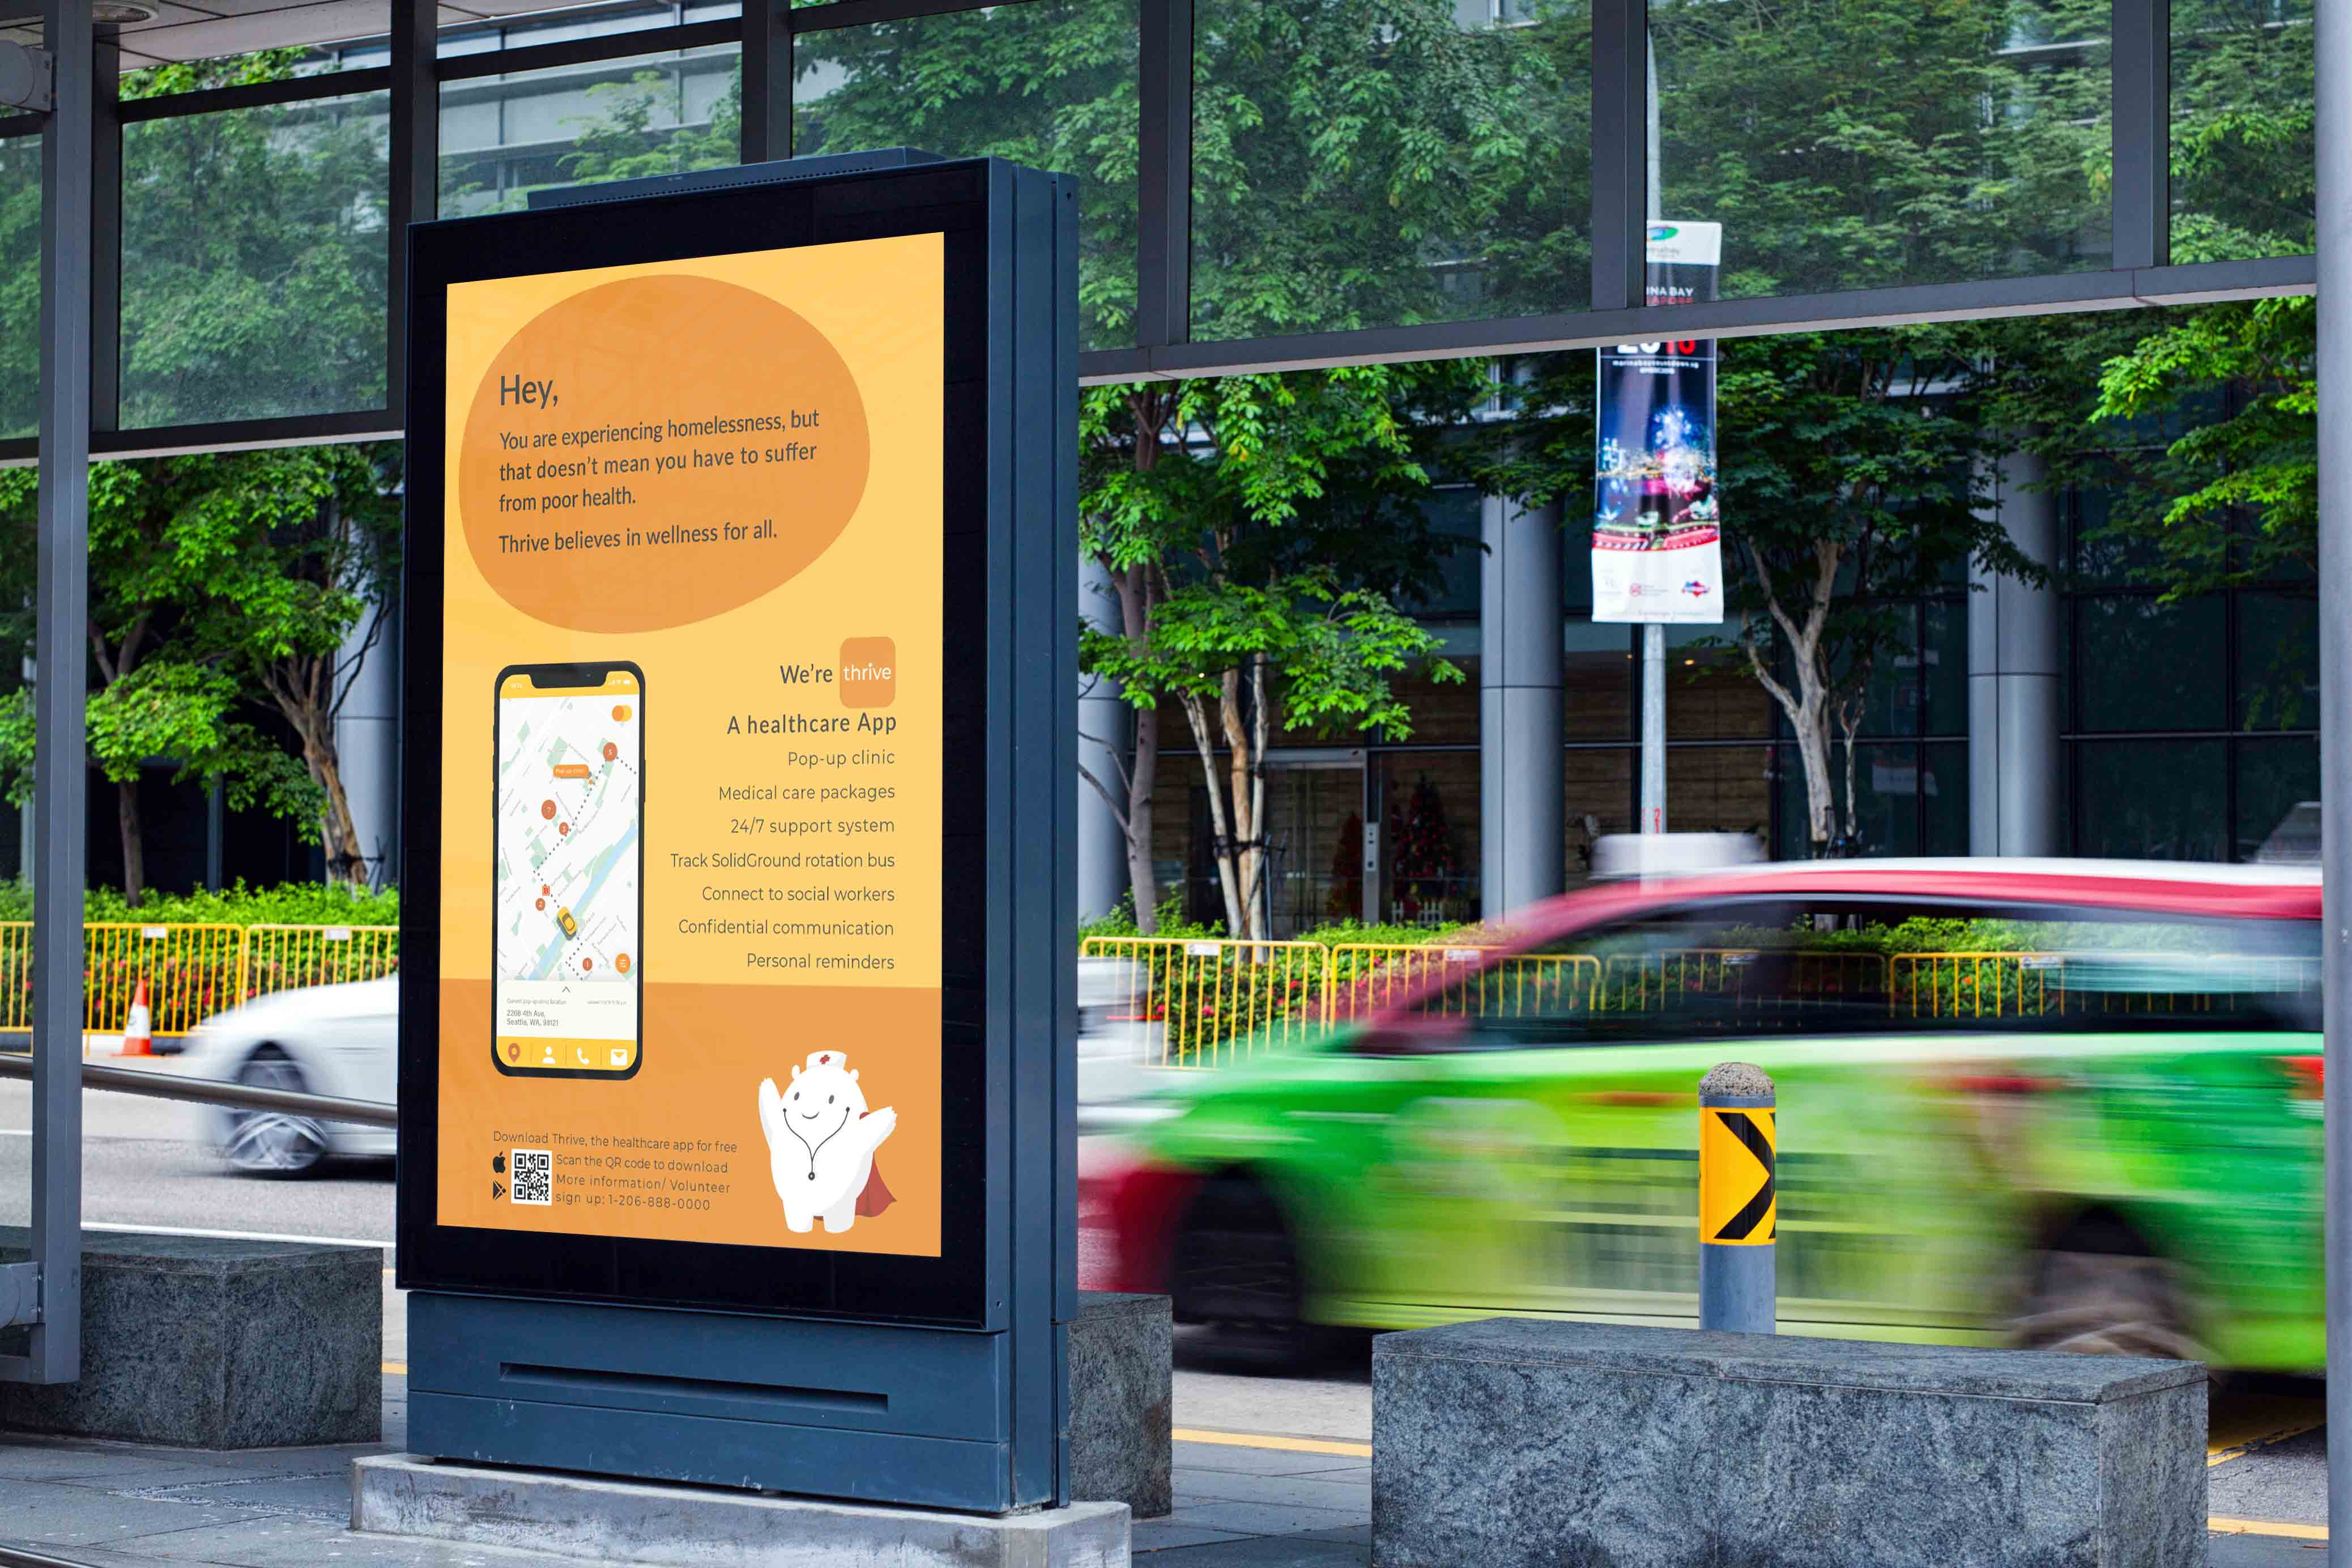 Hey,
You are experiencing homelessness, but
that doesn't mean you have to suffer
from poor health.
Thrive believes in wellness for all.
We're thrive
A healthcare App
Pop-up clinic
Medical care packages
24/7 support system
Track SolidGround rotation bus
Connect to social workers
Confidential communication
Personal reminders
2208 4th Ave,
Seattle, WA, 98121
Download Thrive, the healthcare app for free
Scan the QR code to download
More information/ Volunteer
sign up: 1-206-888-0000
INA BAY